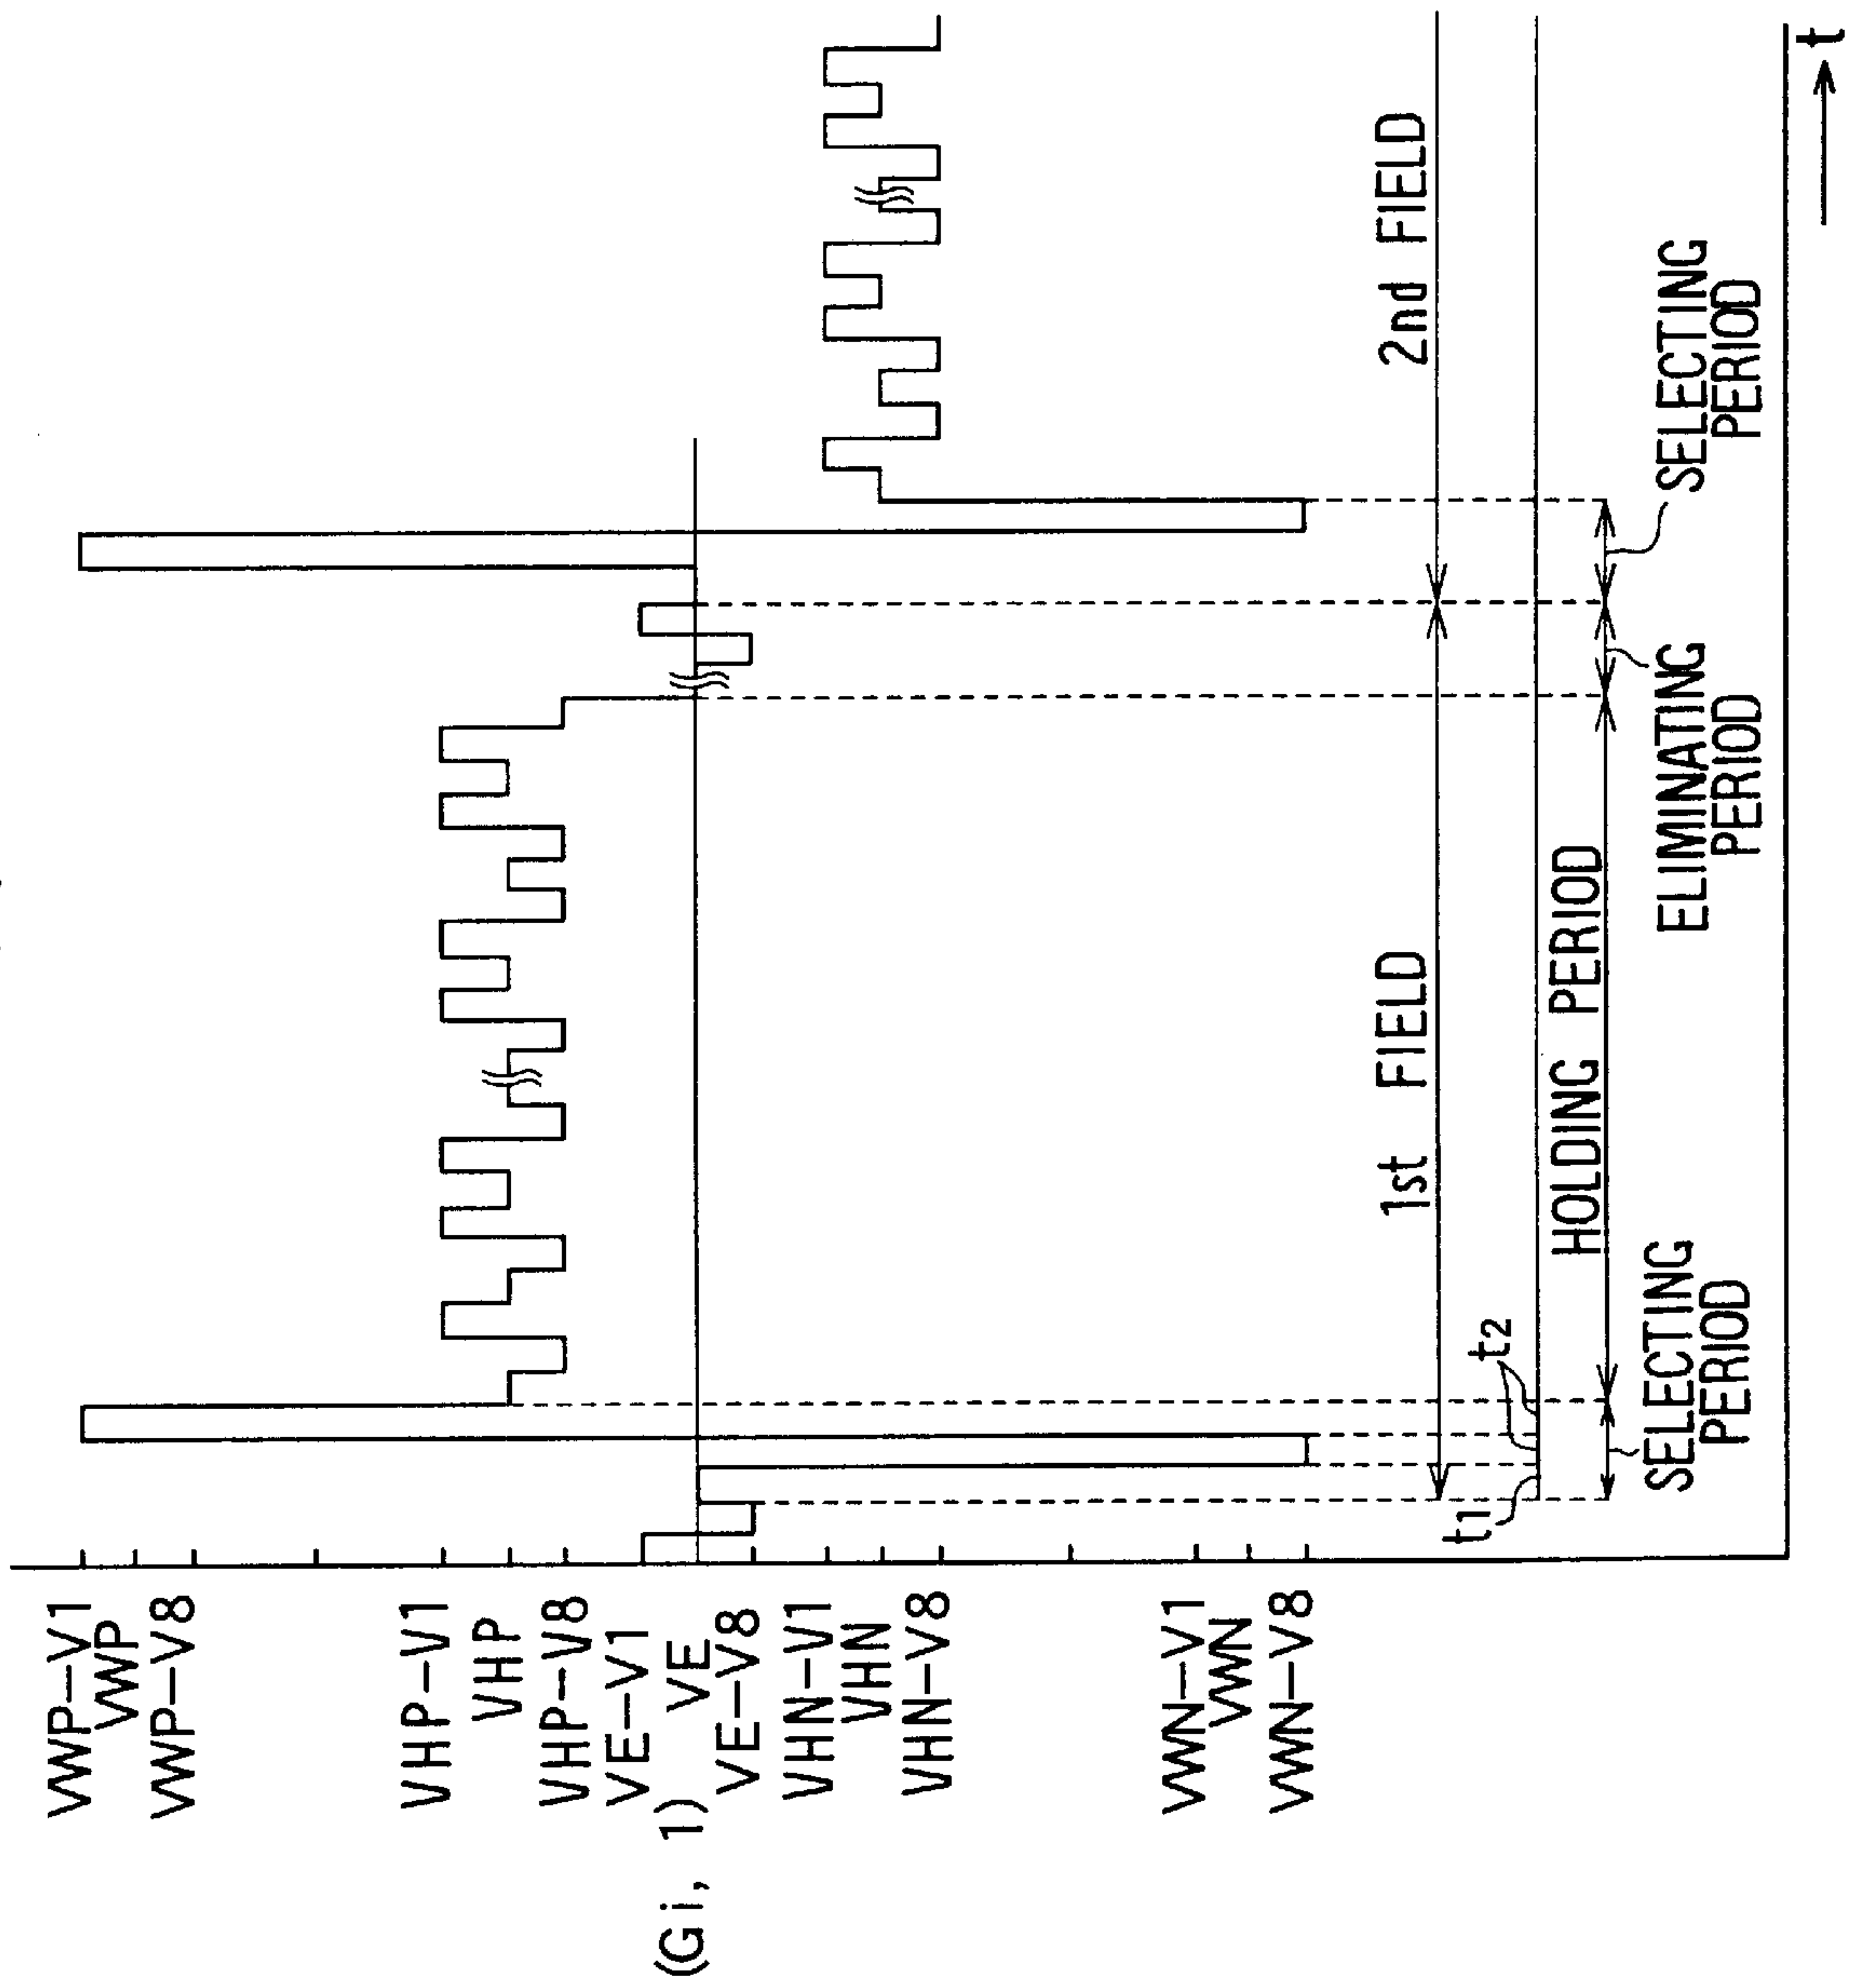 VWP-V1
VWP
VWP-V8
VHP-V1
VHP
VHP-V8
VE-V1
(Gi, 1) VE
VE-V8
VHN-V1
VHN
VHN-V8
VWN-V1
VWN
VWN-V8
1st FIELD
2nd FIELD
t1
t2
HOLDING PERIOD
SELECTING
PERIOD
ELIMINATING
PERIOD
SELECTING
PERIOD
t